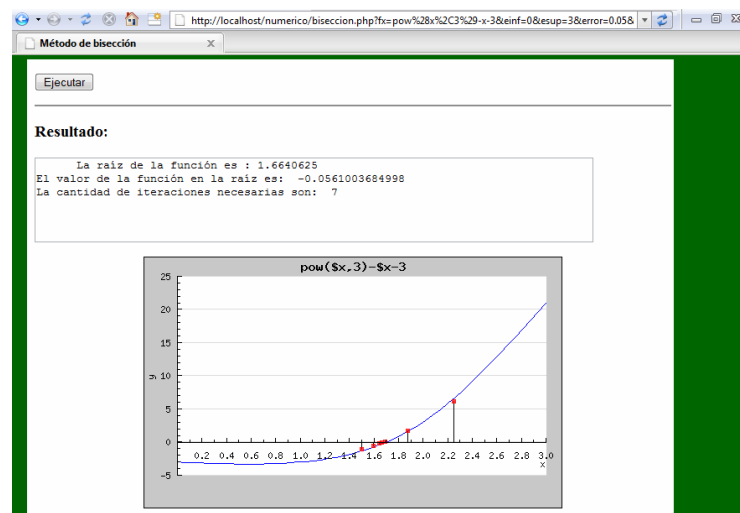 http://localhost/numerico/biseccion.php?fx=pow%28x%2C3%29-x-3&einf=0&esup=3&error=0.05&
Método de bisección
x
Ejecutar
Resultado:
La raíz de la función es : 1.6640625
El valor de la función en la raíz es: -0.0561003684998
La cantidad de iteraciones necesarias son: 7
pow($x,3)-$x-3
25
20
15
y 10
5
0
0.2 0.4 0.6 0.8 1.0 1.2 1.4 1.6 1.8 2.0 2.2 2.4 2.6 2.8 3.0
x
-5